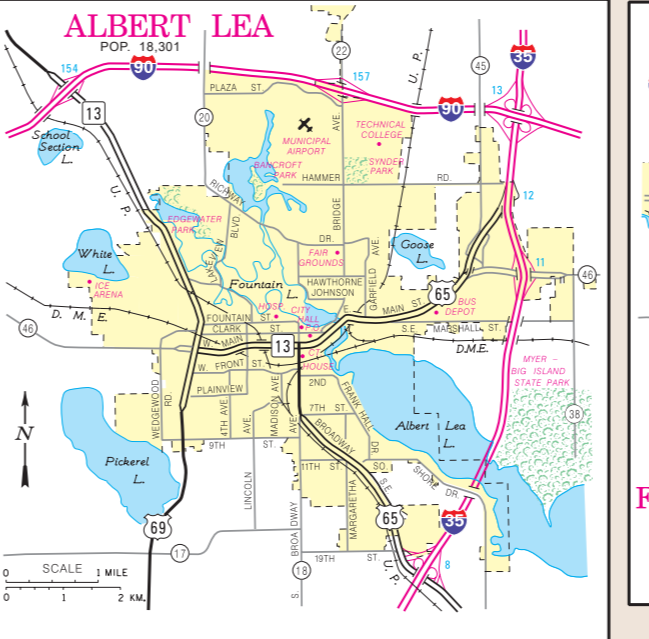 ALBERT LEA
POP. 18,301
154
90
13
20
PLAZA ST.
22
157
U. P.
45
35
13
90
School
Section
L.
MUNICIPAL
AIRPORT
TECHNICAL
COLLEGE
AVE.
BANCROFT
PARK
SYNDER
PARK
HAMMER RD.
U. P.
RICHWAY
12
EDGEWATER
PARK
LAKEVIEW BLVD
BRIDGE
DR.
FAIR
GROUNDS
GARFIELD AVE.
Goose
L.
White
L.
ICE
ARENA
11
46
Fountain
L.
HAWTHORNE
JOHNSON
65
BUS
DEPOT
D. M. E.
HOSP.
CITY
HALL
P.O.
E. MAIN ST.
FOUNTAIN ST.
CLARK ST.
S.E. MARSHALL ST.
46
W. MAIN
13
D.M.E.
W. FRONT ST.
CT.
HOUSE
MYER –
BIG ISLAND
STATE PARK
N
WEDGEWOOD RD.
PLAINVIEW
4TH AVE.
AVE.
MADISON AVE.
AVE.
2ND
7TH ST.
FRANK HALL DR.
Albert Lea
L.
38
BROADWAY
S.E.
9TH ST.
Pickerel
L.
LINCOLN
11TH ST.
SO. SHORE DR.
MARGARETHA
S. BROADWAY
69
65
35
17
19TH ST.
18
U. P.
8
SCALE
0 1 MILE
0 1 2 KM.
F